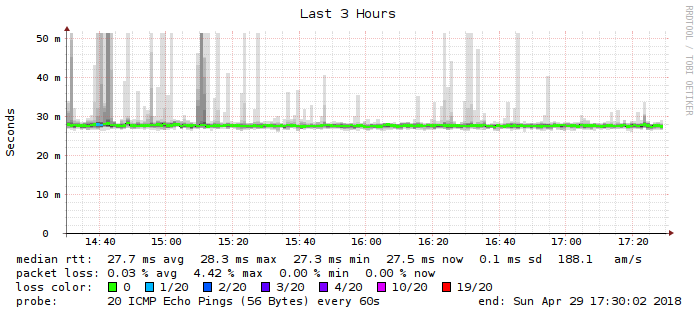 Last 3 Hours
RRDTOOL / TOBI OETIKER
Seconds
50 m
40 m
30 m
20 m
10 m
0
14:40 15:00 15:20 15:40 16:00 16:20 16:40 17:00 17:20
median rtt: 27.7 ms avg 28.3 ms max 27.3 ms min 27.5 ms now 0.1 ms sd 188.1 am/s
packet loss: 0.03 % avg 4.42 % max 0.00 % min 0.00 % now
loss color: 0 1/20 2/20 3/20 4/20 10/20 19/20
probe: 20 ICMP Echo Pings (56 Bytes) every 60s end: Sun Apr 29 17:30:02 2018